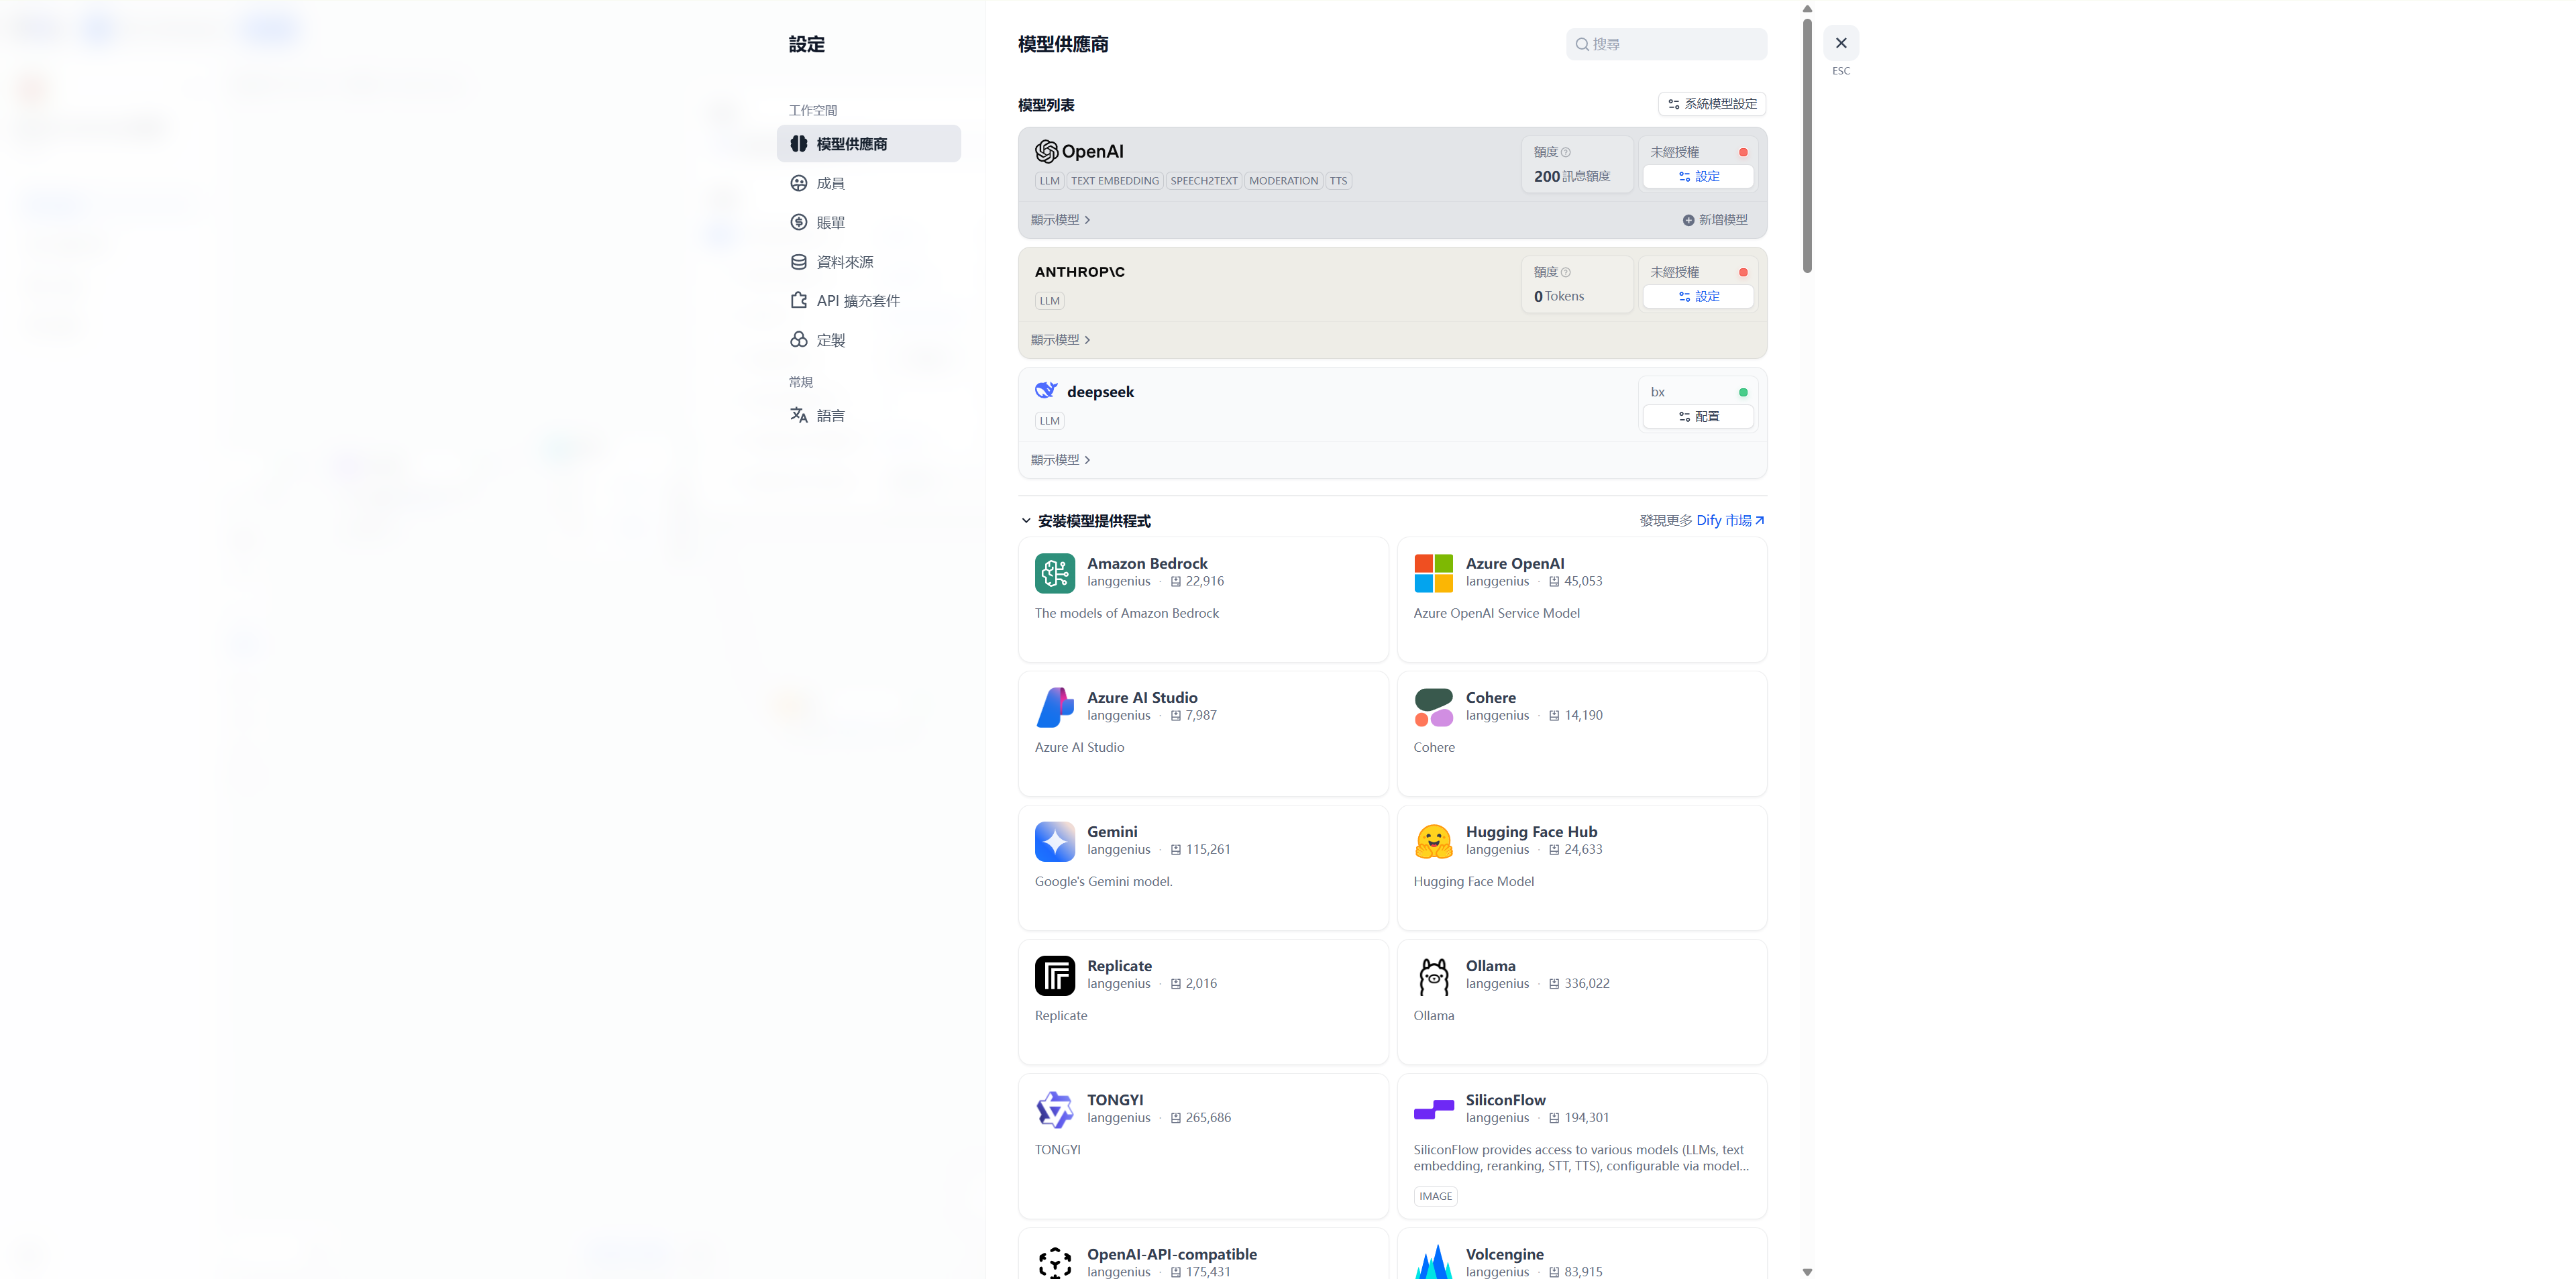 設定
工作空間
模型供應商
成員
賬單
資料來源
API 擴充套件
定製
常規
語言
模型供應商
搜尋
ESC
模型列表
系統模型設定
OpenAI
LLM TEXT EMBEDDING SPEECH2TEXT MODERATION TTS
額度
200 訊息額度
未經授權
設定
顯示模型
新增模型
ANTHROP\C
LLM
額度
0 Tokens
未經授權
設定
顯示模型
deepseek
LLM
bx
配置
顯示模型
安裝模型提供程式
發現更多 Dify 市場
Amazon Bedrock
langgenius · 22,916
The models of Amazon Bedrock
Azure OpenAI
langgenius · 45,053
Azure OpenAI Service Model
Azure AI Studio
langgenius · 7,987
Azure AI Studio
Cohere
langgenius · 14,190
Cohere
Gemini
langgenius · 115,261
Google's Gemini model.
Hugging Face Hub
langgenius · 24,633
Hugging Face Model
Replicate
langgenius · 2,016
Replicate
Ollama
langgenius · 336,022
Ollama
TONGYI
langgenius · 265,686
TONGYI
SiliconFlow
langgenius · 194,301
SiliconFlow provides access to various models (LLMs, text
embedding, reranking, STT, TTS), configurable via model...
IMAGE
OpenAI-API-compatible
langgenius · 175,431
Volcengine
langgenius · 83,915